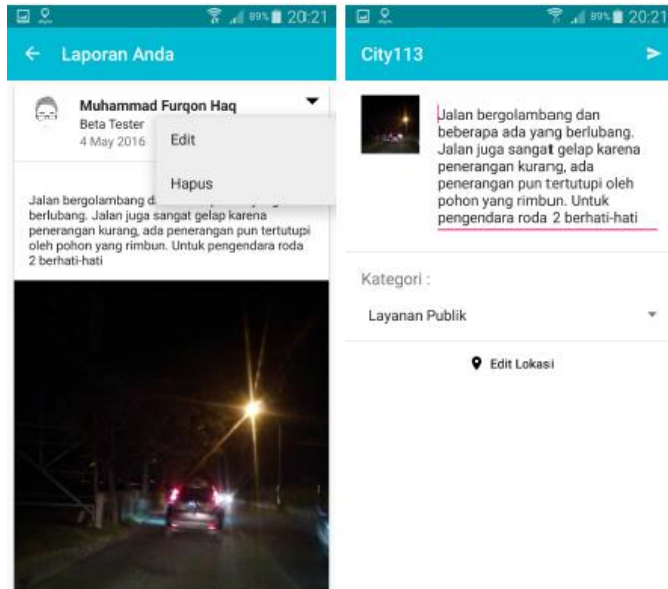 89% 20:21
Laporan Anda
Muhammad Furqon Haq
Beta Tester
4 May 2016
Edit
Hapus
Jalan bergolambang d
berlubang. Jalan juga sangat gelap karena
penerangan kurang, ada penerangan pun tertutupi
oleh pohon yang rimbun. Untuk pengendara roda
2 berhati-hati
89% 20:21
City113
Jalan bergolambang dan
beberapa ada yang berlubang.
Jalan juga sangat gelap karena
penerangan kurang, ada
penerangan pun tertutupi oleh
pohon yang rimbun. Untuk
pengendara roda 2 berhati-hati
Kategori :
Layanan Publik
Edit Lokasi